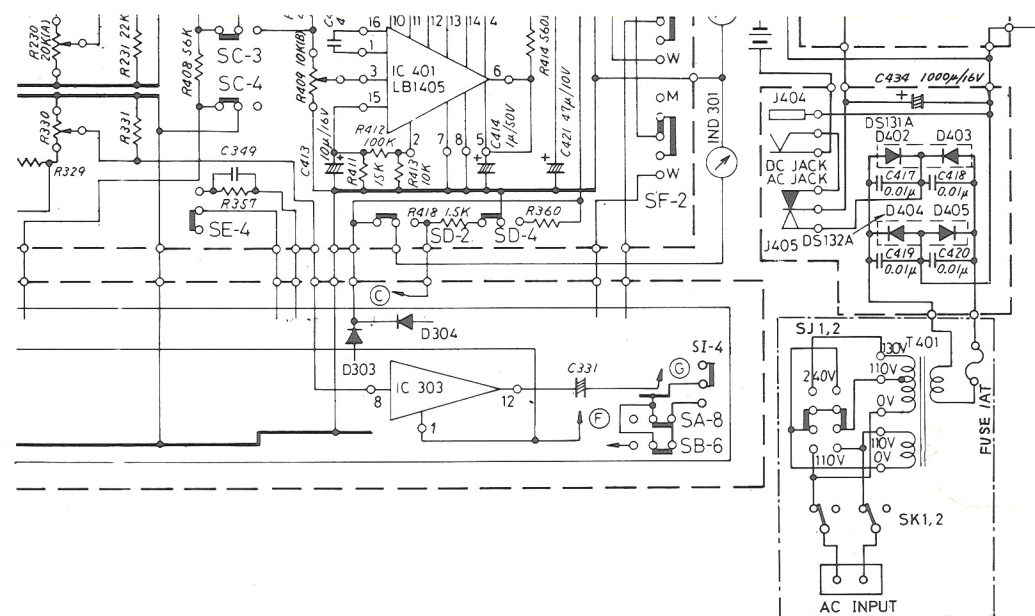 R230
20K(A)
R231 22K
R408 56K
SC-3
SC-4
4
R409 10K(B)
16
10
11
12
13
14
4
1
3
15
IC 401
LB1405
6
R414 560
W
IND 301
C434 1000μ/16V
+
J404
R330
R331
R329
C349
R357
SE-4
C413
10μ/16V
+
R412
100K
R411
1.5K
R413
10K
2
7
8
5
C414
1μ/50V
+
C421 47μ/10V
+
M
W
SF-2
R418 1.5K
SD-2
SD-4
R360
DS131A
D402
D403
DC JACK
AC JACK
C417
0.01μ
C418
0.01μ
D404
D405
J405
DS132A
C419
0.01μ
C420
0.01μ
C
D304
D303
IC 303
8
12
1
C331
G
F
SI-4
SA-8
SB-6
SJ 1,2
T401
130V
110V
240V
0V
110V
0V
110V
FUSE 1AT
SK1,2
AC INPUT